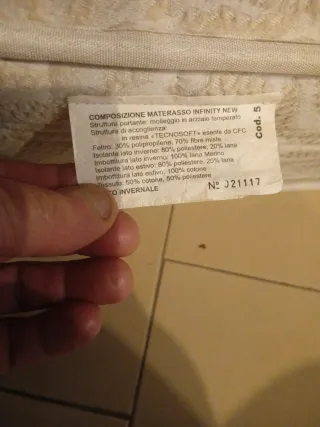 COMPOSIZIONE MATERASSO INFINITY NEW
Struttura portante: molleggio in acciaio temperato
Struttura di accoglienza:
in resina «TECNOSOFT» esente da CFC
Feltro: 30% polipropilene, 70% fibre miste
Isolante lato inverno: 80% poliestere, 20% lana
Imbottitura lato inverno: 100% lana Merino
Isolante lato estivo: 80% poliestere, 20% lana
Imbottitura lato estivo: 100% cotone
Tessuto: 50% cotone, 50% poliestere
INVERNALE
Nº 021117
Cod. 5